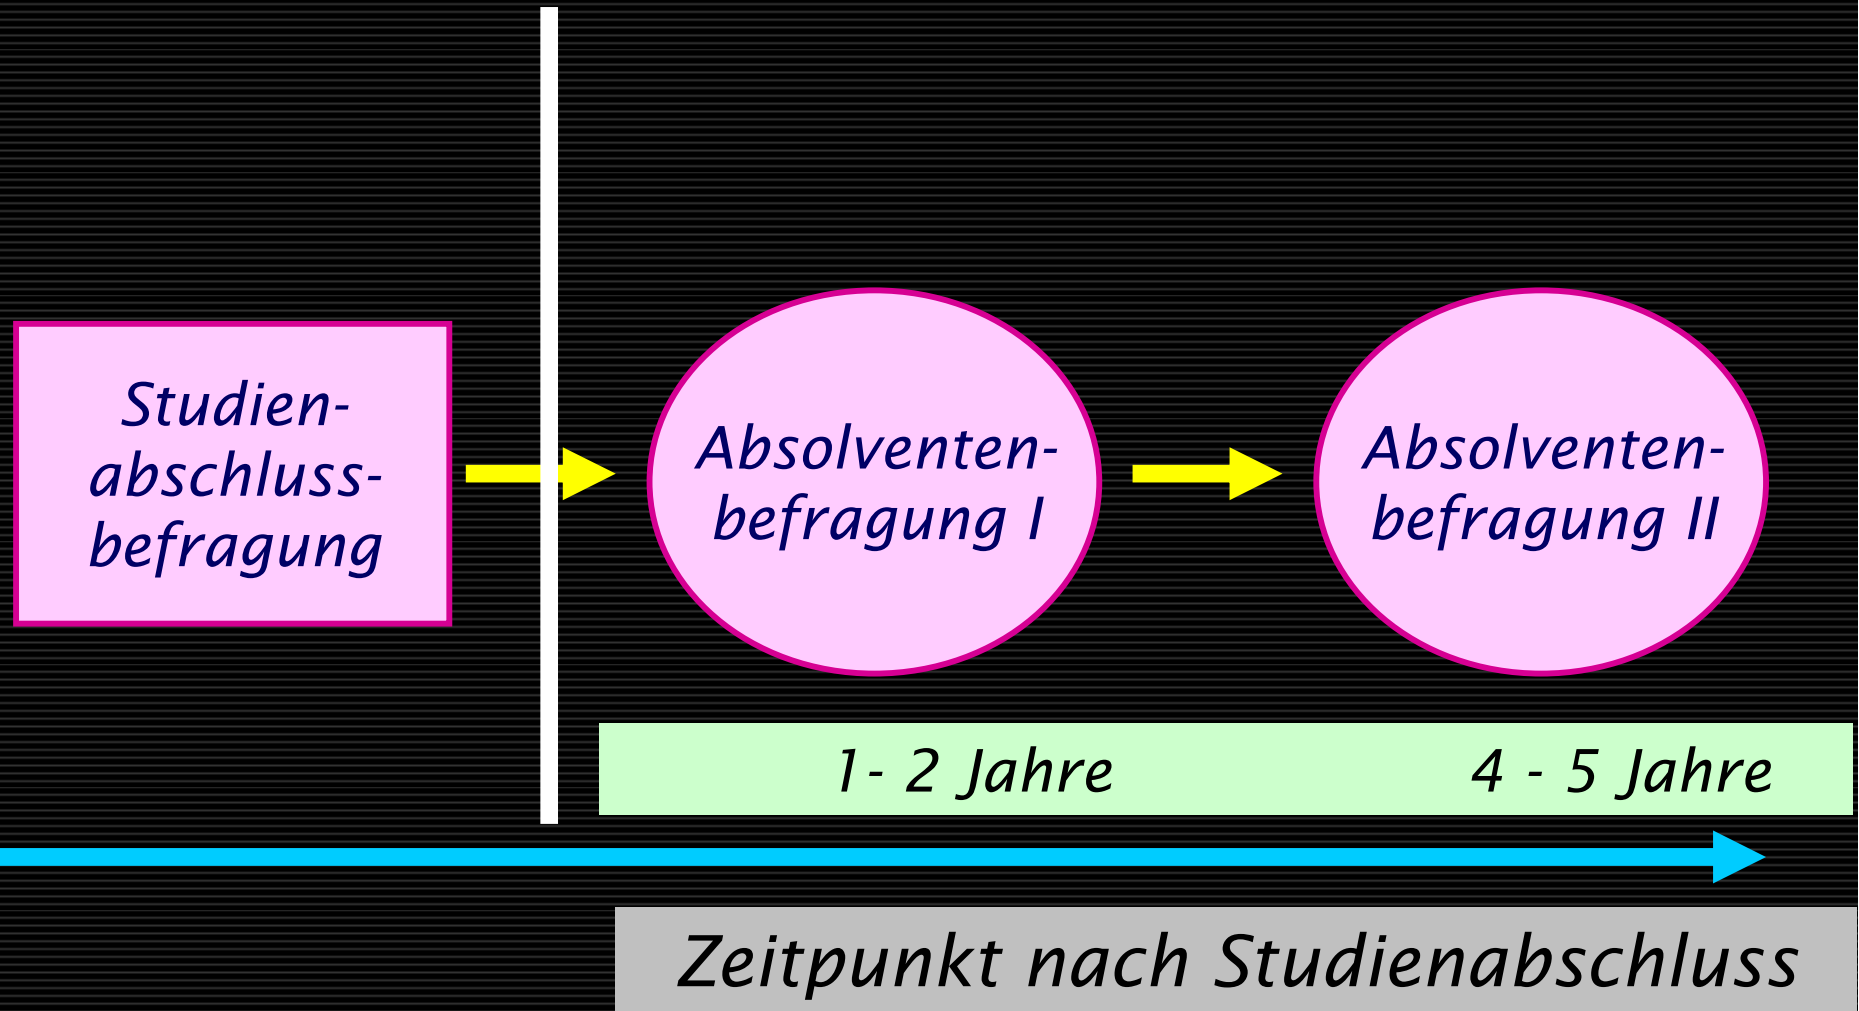 Studien-
abschluss-
befragung
Absolventen-
befragung I
Absolventen-
befragung II
1- 2 Jahre
4 - 5 Jahre
Zeitpunkt nach Studienabschluss